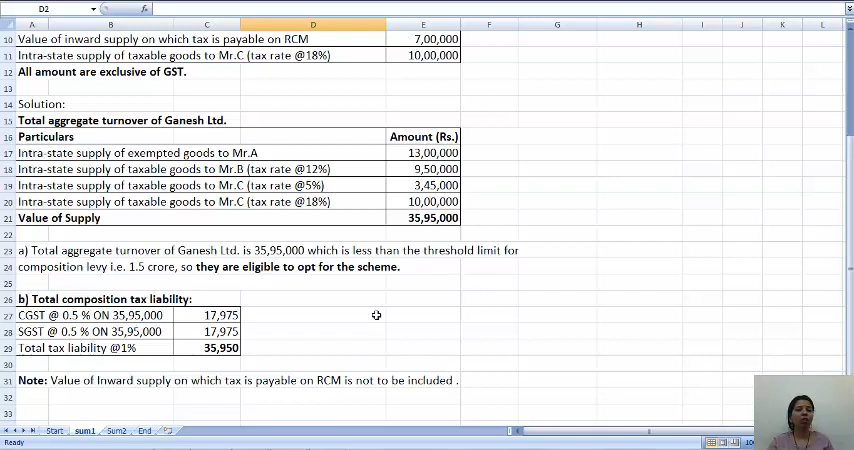 D2
fx
A B C D E F G H I J K L
10 Value of inward supply on which tax is payable on RCM 7,00,000
11 Intra-state supply of taxable goods to Mr.C (tax rate @18%) 10,00,000
12 All amount are exclusive of GST.
13
14 Solution:
15 Total aggregate turnover of Ganesh Ltd.
16 Particulars Amount (Rs.)
17 Intra-state supply of exempted goods to Mr.A 13,00,000
18 Intra-state supply of taxable goods to Mr.B (tax rate @12%) 9,50,000
19 Intra-state supply of taxable goods to Mr.C (tax rate @5%) 3,45,000
20 Intra-state supply of taxable goods to Mr.C (tax rate @18%) 10,00,000
21 Value of Supply 35,95,000
22
23 a) Total aggregate turnover of Ganesh Ltd. is 35,95,000 which is less than the threshold limit for
24 composition levy i.e. 1.5 crore, so they are eligible to opt for the scheme.
25
26 b) Total composition tax liability:
27 CGST @ 0.5 % ON 35,95,000 17,975
28 SGST @ 0.5 % ON 35,95,000 17,975
29 Total tax liability @1% 35,950
30
31 Note: Value of Inward supply on which tax is payable on RCM is not to be included .
32
33
Start sum1 Sum2 End
Ready